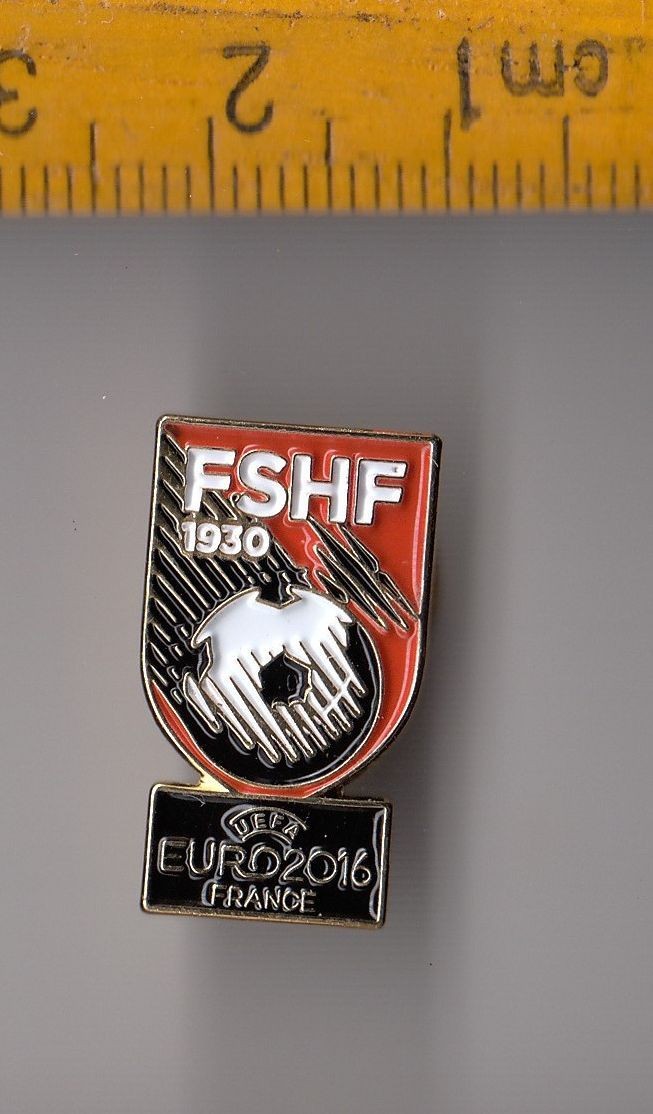 3 2 1 cm
FSHF
1930
UEFA
EURO2016
FRANCE